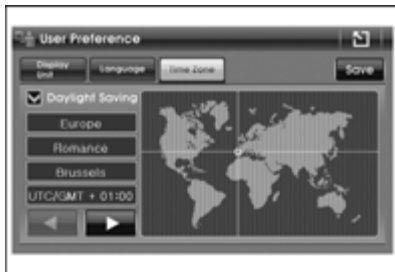 User Preference
Display
Unit
Language
Time Zone
Save
Daylight Saving
Europe
Romance
Brussels
UTC/GMT + 01:00